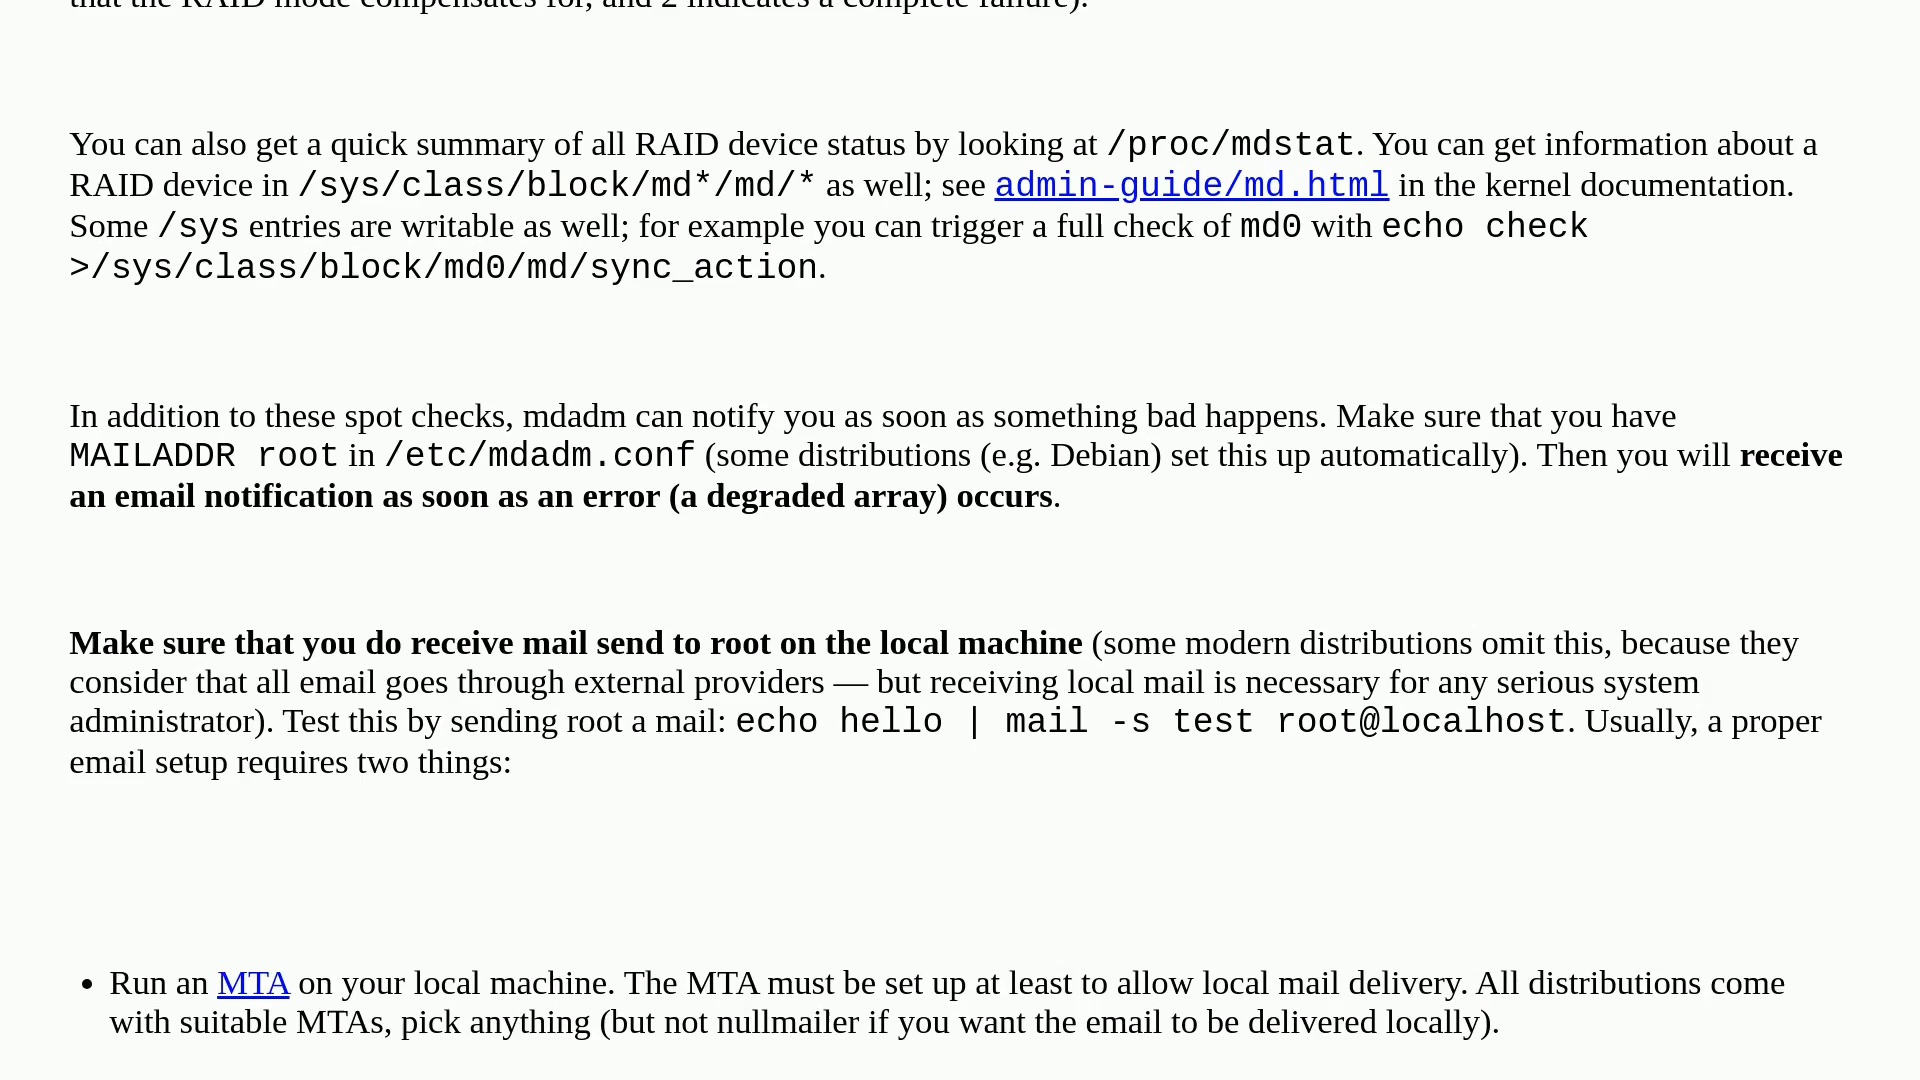 that the RAID mode compensates for, and 2 indicates a complete failure).
You can also get a quick summary of all RAID device status by looking at /proc/mdstat. You can get information about a
RAID device in /sys/class/block/md*/md/* as well; see admin-guide/md.html in the kernel documentation.
Some /sys entries are writable as well; for example you can trigger a full check of md0 with echo check
>/sys/class/block/md0/md/sync_action.
In addition to these spot checks, mdadm can notify you as soon as something bad happens. Make sure that you have
MAILADDR root in /etc/mdadm.conf (some distributions (e.g. Debian) set this up automatically). Then you will receive
an email notification as soon as an error (a degraded array) occurs.
Make sure that you do receive mail send to root on the local machine (some modern distributions omit this, because they
consider that all email goes through external providers — but receiving local mail is necessary for any serious system
administrator). Test this by sending root a mail: echo hello | mail -s test root@localhost. Usually, a proper
email setup requires two things:
• Run an MTA on your local machine. The MTA must be set up at least to allow local mail delivery. All distributions come
with suitable MTAs, pick anything (but not nullmailer if you want the email to be delivered locally).